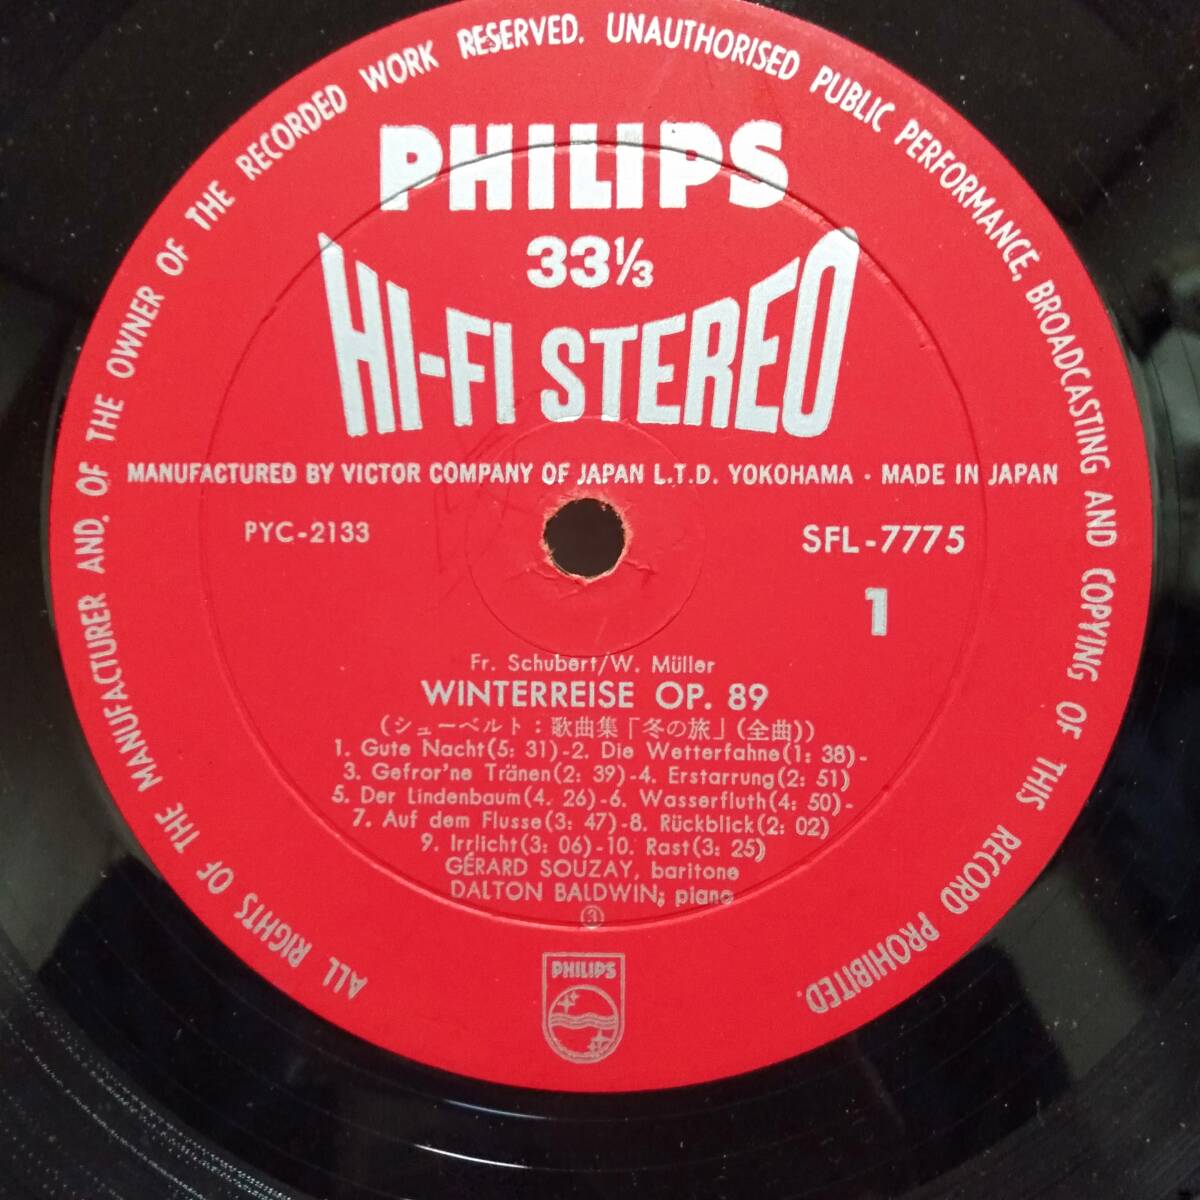 ALL RIGHTS OF THE MANUFACTURER AND. OF THE OWNER OF THE RECORDED WORK RESERVED. UNAUTHORISED PUBLIC PERFORMANCE, BROADCASTING AND COPYING OF THIS RECORD PROHIBITED.
PHILIPS
33⅓
HI-FI STEREO
MANUFACTURED BY VICTOR COMPANY OF JAPAN L.T.D. YOKOHAMA · MADE IN JAPAN
PYC-2133 SFL-7775
1
Fr. Schubert/W. Müller
WINTERREISE OP. 89
(シューベルト:歌曲集「冬の旅」(全曲))
1. Gute Nacht(5: 31)-2. Die Wetterfahne(1: 38)-
3. Gefror'ne Tränen(2: 39)-4. Erstarrung(2: 51)
5. Der Lindenbaum(4. 26)-6. Wasserfluth(4: 50)-
7. Auf dem Flusse(3: 47)-8. Rückblick(2: 02)
9. Irrlicht(3: 06)-10. Rast(3: 25)
GÉRARD SOUZAY, baritone
DALTON BALDWIN; piano
③
PHILIPS